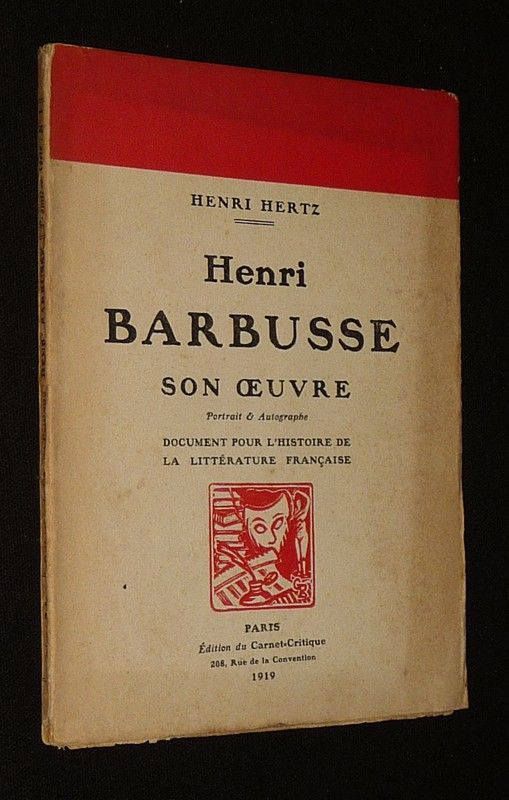 HENRI HERTZ
Henri
BARBUSSE
SON ŒUVRE
Portrait & Autographe
DOCUMENT POUR L'HISTOIRE DE
LA LITTÉRATURE FRANÇAISE
PARIS
Édition du Carnet-Critique
208, Rue de la Convention
1919